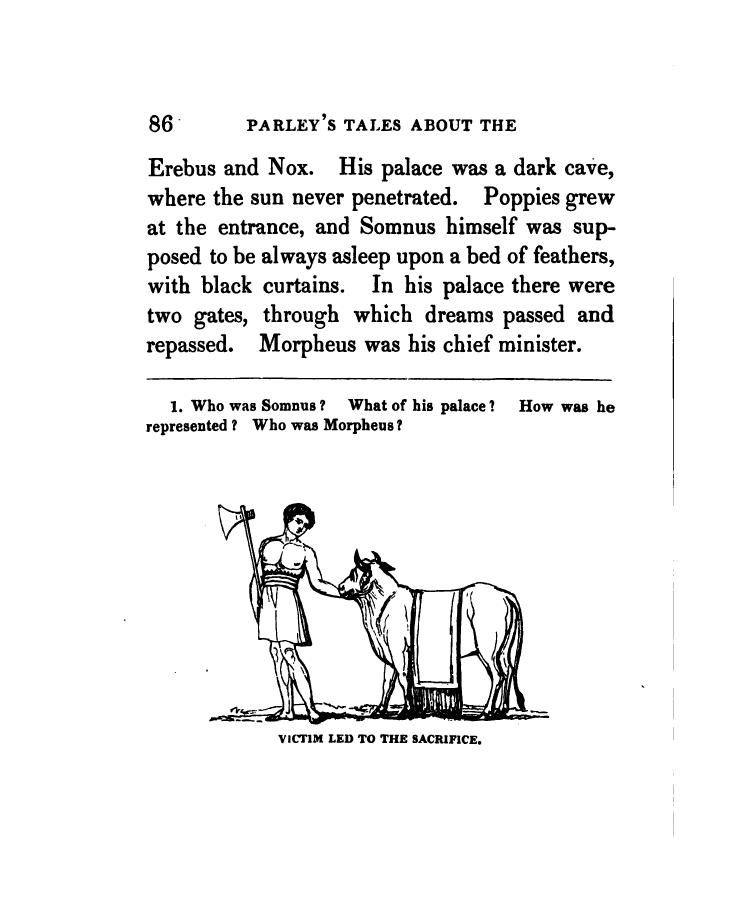 86 PARLEY'S TALES ABOUT THE
Erebus and Nox. His palace was a dark cave,
where the sun never penetrated. Poppies grew
at the entrance, and Somnus himself was sup-
posed to be always asleep upon a bed of feathers,
with black curtains. In his palace there were
two gates, through which dreams passed and
repassed. Morpheus was his chief minister.
1. Who was Somnus? What of his palace? How was he
represented? Who was Morpheus?
VICTIM LED TO THE SACRIFICE.